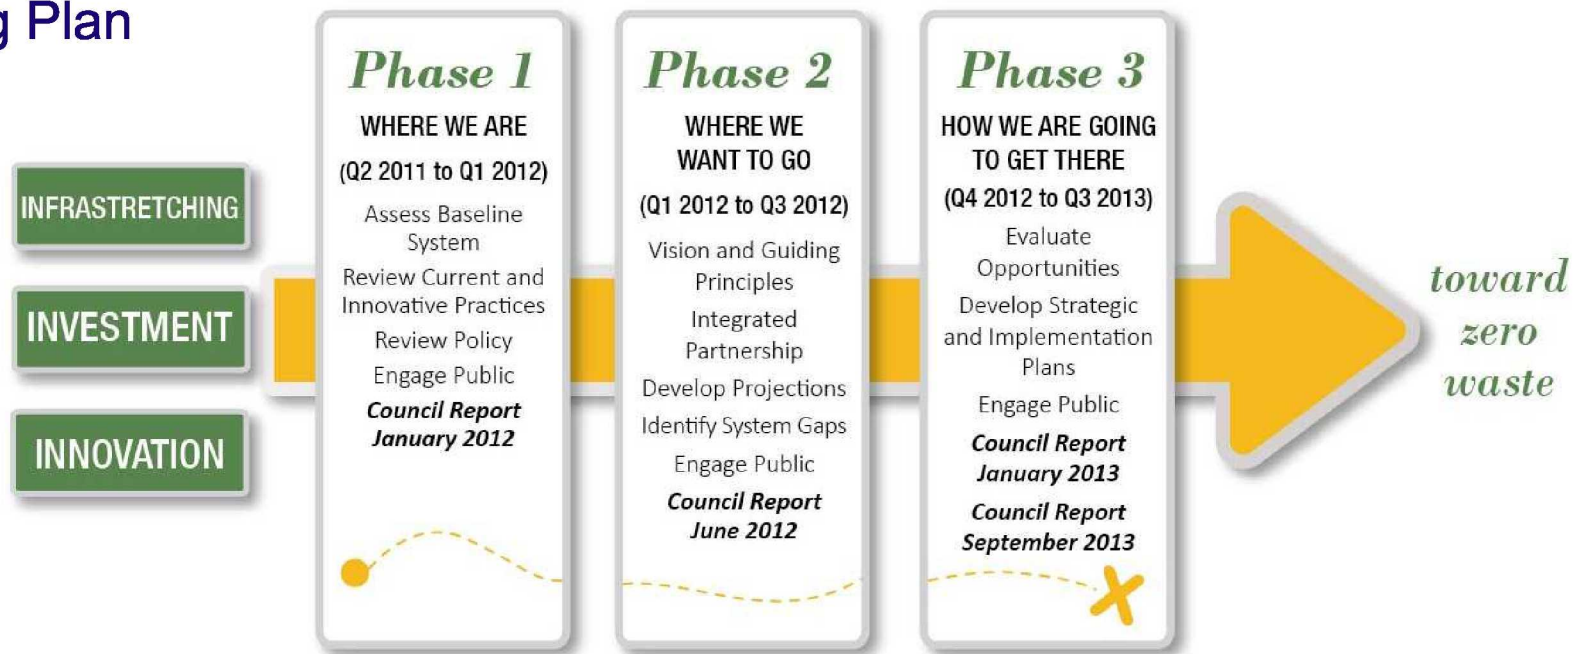 g Plan
INFRASTRETCHING
INVESTMENT
INNOVATION
Phase 1
WHERE WE ARE
(Q2 2011 to Q1 2012)
Assess Baseline
System
Review Current and
Innovative Practices
Review Policy
Engage Public
Council Report
January 2012
Phase 2
WHERE WE
WANT TO GO
(Q1 2012 to Q3 2012)
Vision and Guiding
Principles
Integrated
Partnership
Develop Projections
Identify System Gaps
Engage Public
Council Report
June 2012
Phase 3
HOW WE ARE GOING
TO GET THERE
(Q4 2012 to Q3 2013)
Evaluate
Opportunities
Develop Strategic
and Implementation
Plans
Engage Public
Council Report
January 2013
Council Report
September 2013
toward
zero
waste